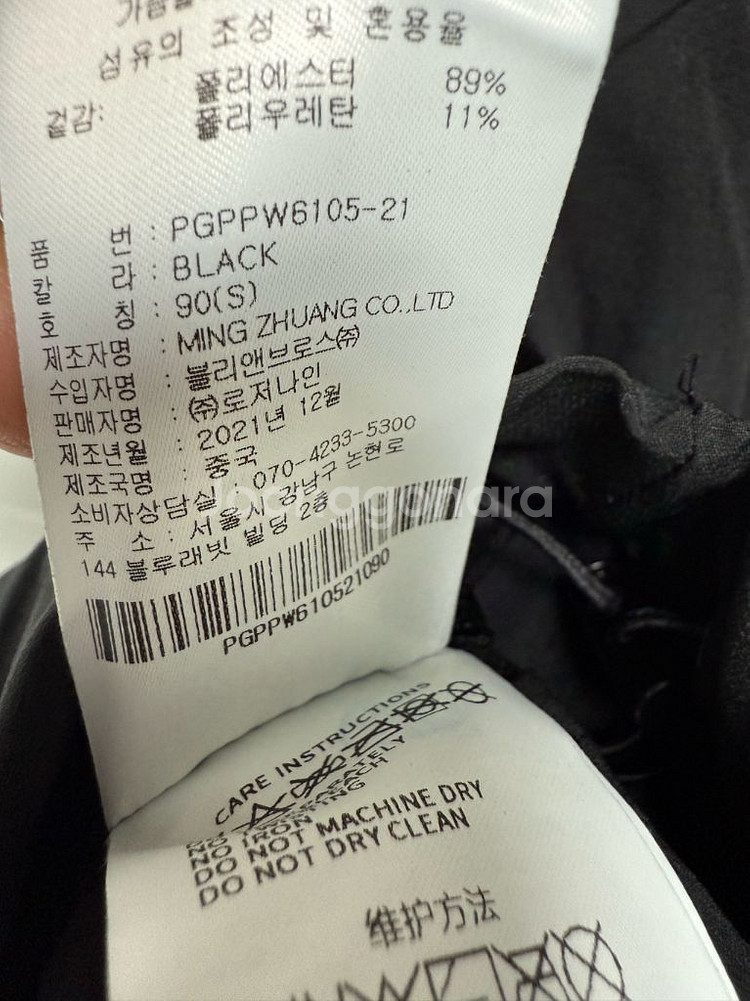 섬유의 조성 및 혼용율
겉감: 폴리에스터 89%
폴리우레탄 11%
품 번 : PGPPW6105-21
칼 라 : BLACK
호 칭 : 90(S)
제조자명 : MING ZHUANG CO.,LTD
수입자명 : 블리앤브로스㈜
판매자명 : ㈜로저나인
제조년월 : 2021년 12월
제조국명 : 중국
소비자상담실 070-4233-5300
주 소 : 서울시 강남구 논현로
144 블루래빗 빌딩 2층
PGPPW610521090
joonggonara
CARE INSTRUCTIONS
NO IRON
DO NOT MACHINE DRY
DO NOT DRY CLEAN
维护方法